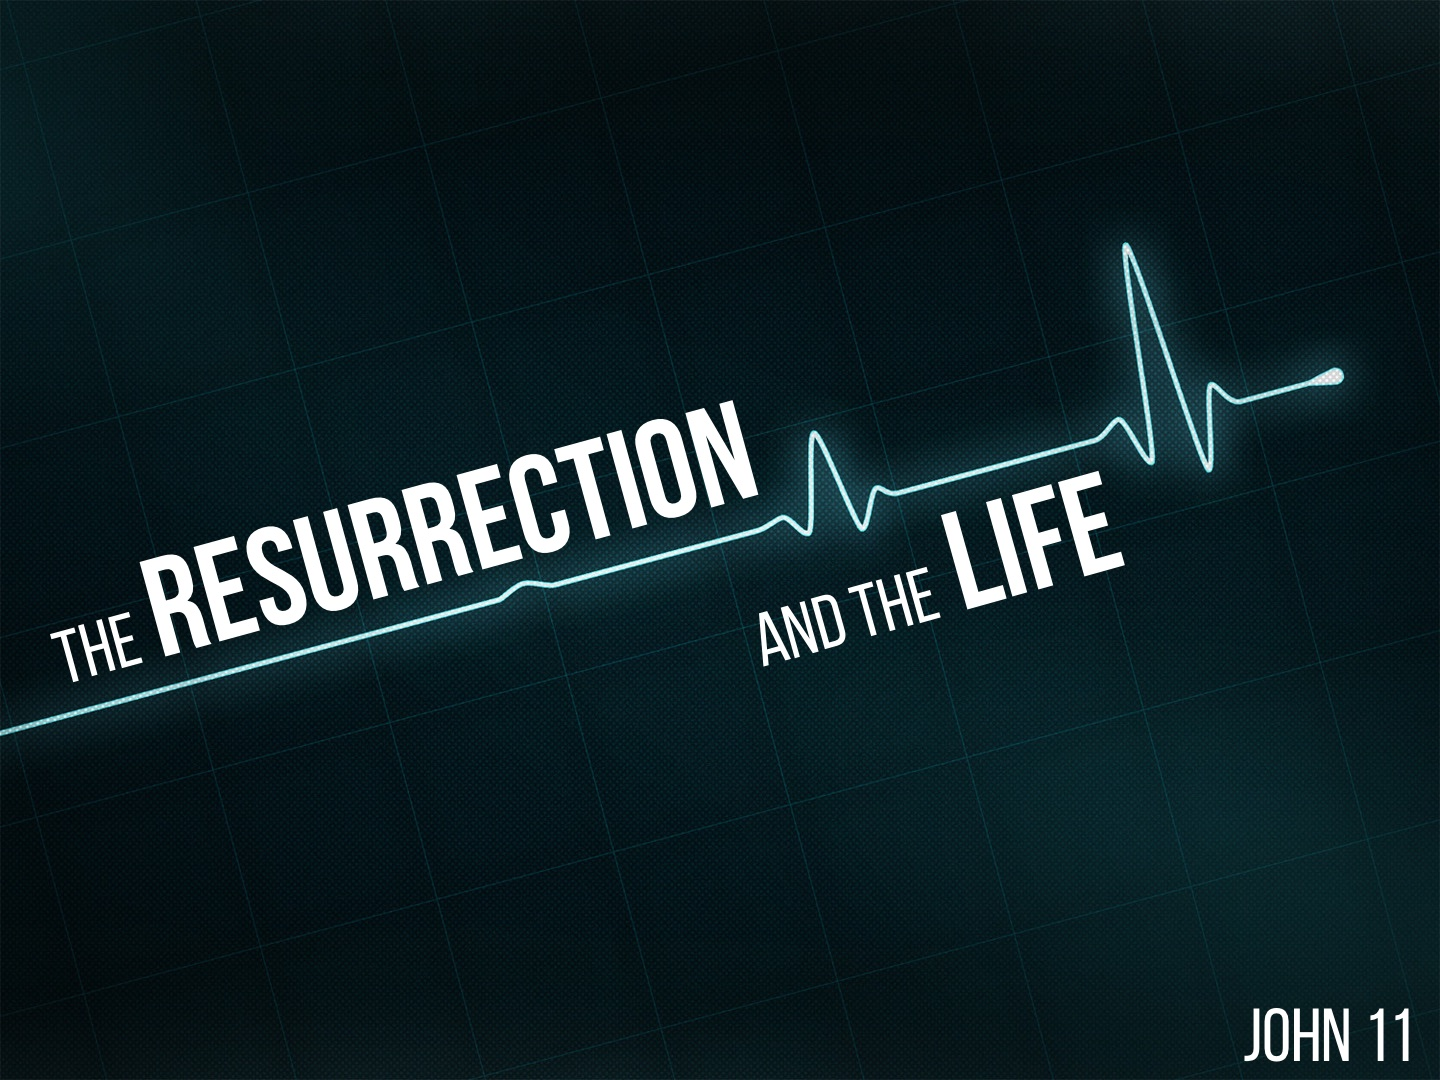 THE RESURRECTION
AND THE LIFE
JOHN 11